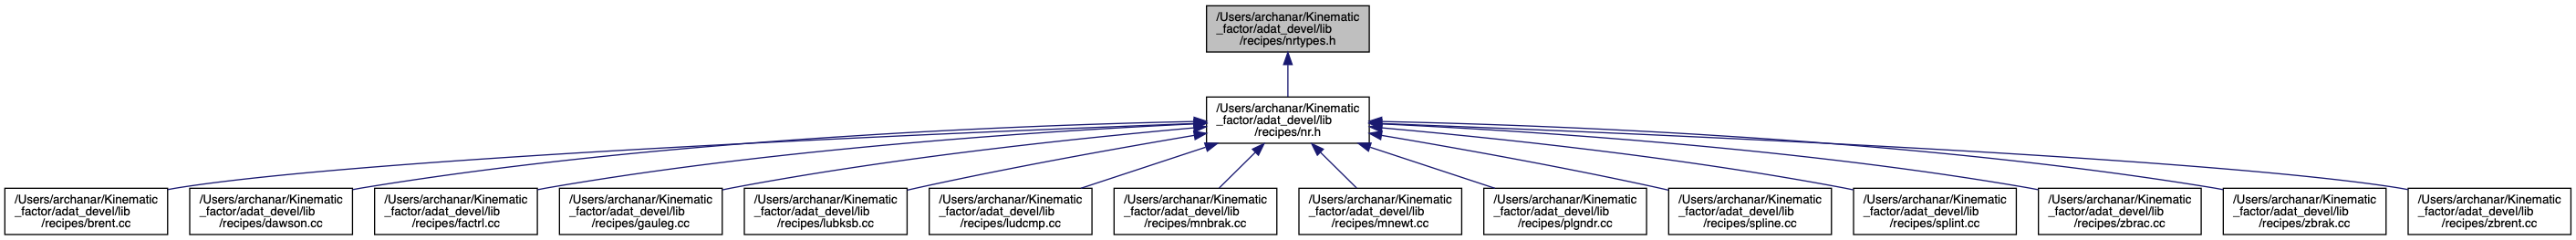 /Users/archanar/Kinematic
_factor/adat_devel/lib
/recipes/nrtypes.h
/Users/archanar/Kinematic
_factor/adat_devel/lib
/recipes/nr.h
/Users/archanar/Kinematic
_factor/adat_devel/lib
/recipes/brent.cc
/Users/archanar/Kinematic
_factor/adat_devel/lib
/recipes/dawson.cc
/Users/archanar/Kinematic
_factor/adat_devel/lib
/recipes/factrl.cc
/Users/archanar/Kinematic
_factor/adat_devel/lib
/recipes/gauleg.cc
/Users/archanar/Kinematic
_factor/adat_devel/lib
/recipes/lubksb.cc
/Users/archanar/Kinematic
_factor/adat_devel/lib
/recipes/ludcmp.cc
/Users/archanar/Kinematic
_factor/adat_devel/lib
/recipes/mnbrak.cc
/Users/archanar/Kinematic
_factor/adat_devel/lib
/recipes/mnewt.cc
/Users/archanar/Kinematic
_factor/adat_devel/lib
/recipes/plgndr.cc
/Users/archanar/Kinematic
_factor/adat_devel/lib
/recipes/spline.cc
/Users/archanar/Kinematic
_factor/adat_devel/lib
/recipes/splint.cc
/Users/archanar/Kinematic
_factor/adat_devel/lib
/recipes/zbrac.cc
/Users/archanar/Kinematic
_factor/adat_devel/lib
/recipes/zbrak.cc
/Users/archanar/Kinematic
_factor/adat_devel/lib
/recipes/zbrent.cc